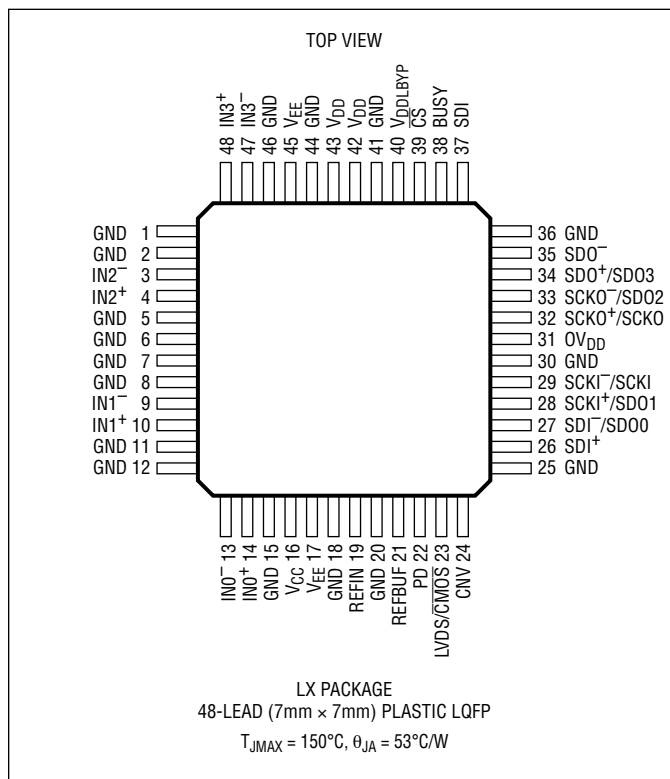 TOP VIEW
48 IN3⁺
47 IN3⁻
46 GND
45 VEE
44 GND
43 VDD
42 VDD
41 GND
40 VDDLBYP
39 C̅S̅
38 BUSY
37 SDI
GND 1
GND 2
IN2⁻ 3
IN2⁺ 4
GND 5
GND 6
GND 7
GND 8
IN1⁻ 9
IN1⁺ 10
GND 11
GND 12
36 GND
35 SDO⁻
34 SDO⁺/SDO3
33 SCKO⁻/SDO2
32 SCKO⁺/SCKO
31 OVDD
30 GND
29 SCKI⁻/SCKI
28 SCKI⁺/SDO1
27 SDI⁻/SDO0
26 SDI⁺
25 GND
IN0⁻ 13
IN0⁺ 14
GND 15
VCC 16
VEE 17
GND 18
REFIN 19
GND 20
REFBUF 21
PD 22
LVDS/C̅M̅O̅S̅ 23
CNV 24
LX PACKAGE
48-LEAD (7mm × 7mm) PLASTIC LQFP
TJMAX = 150°C, θJA = 53°C/W